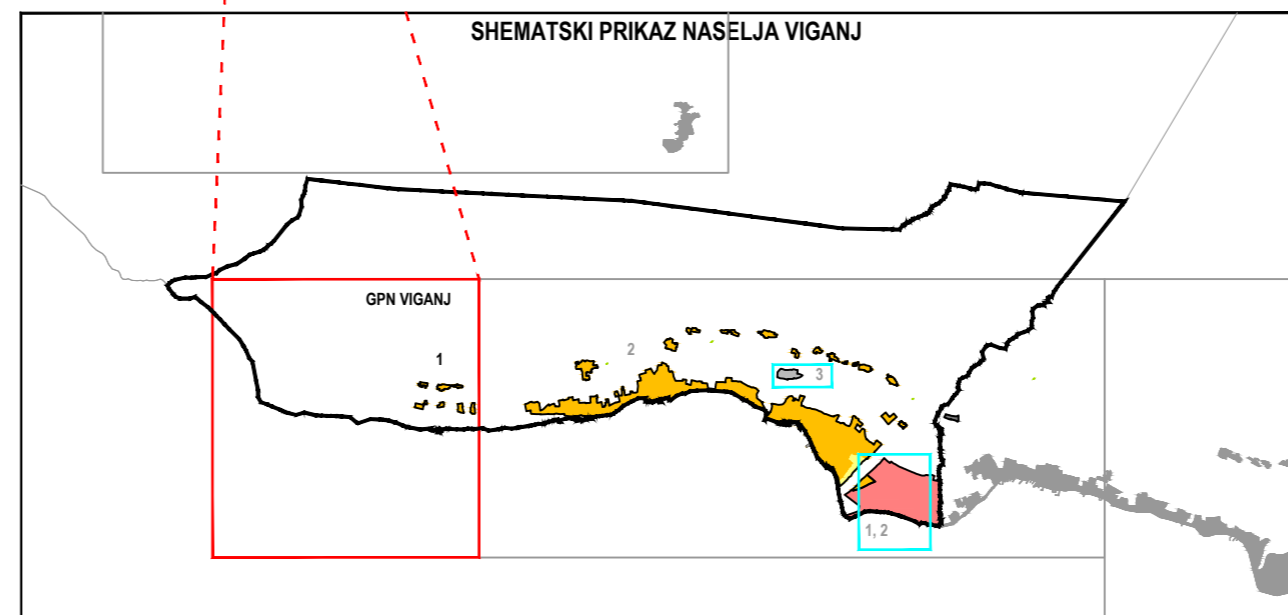 SHEMATSKI PRIKAZ NASELJA VIGANJ
GPN VIGANJ
1
2
3
1, 2